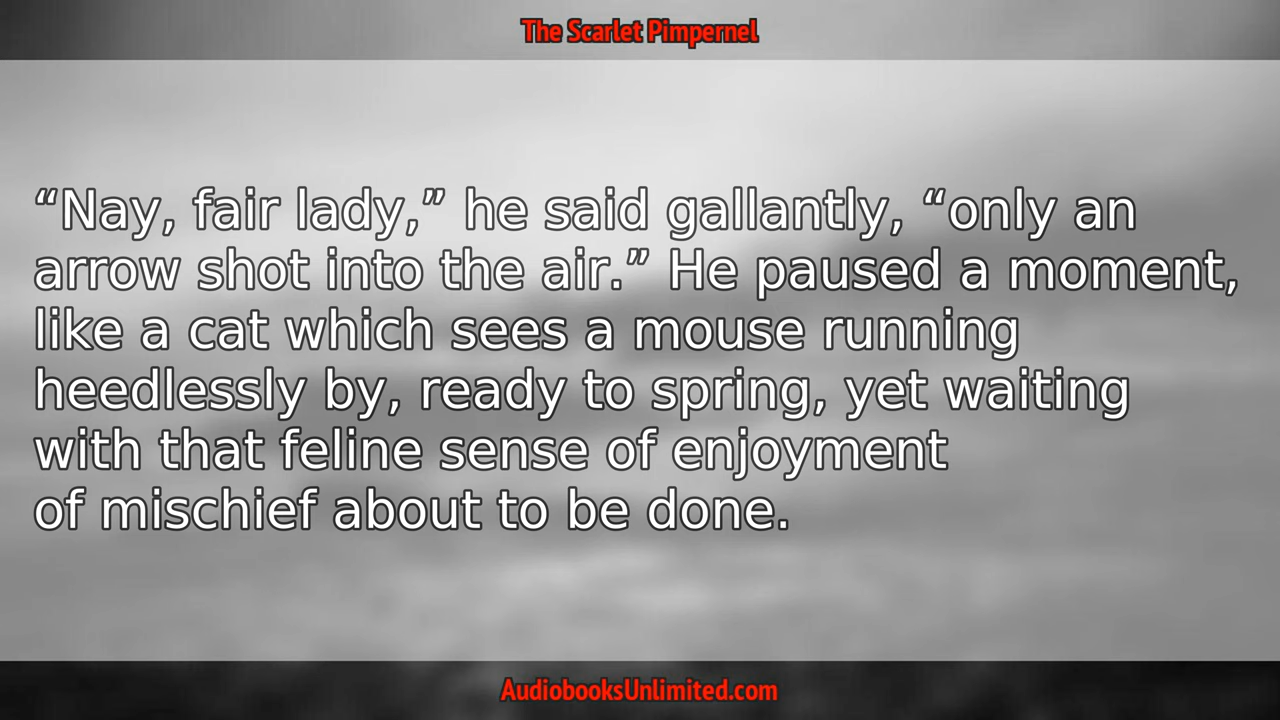 The Scarlet Pimpernel
“Nay, fair lady,” he said gallantly, “only an
arrow shot into the air.” He paused a moment,
like a cat which sees a mouse running
heedlessly by, ready to spring, yet waiting
with that feline sense of enjoyment
of mischief about to be done.
AudiobooksUnlimited.com